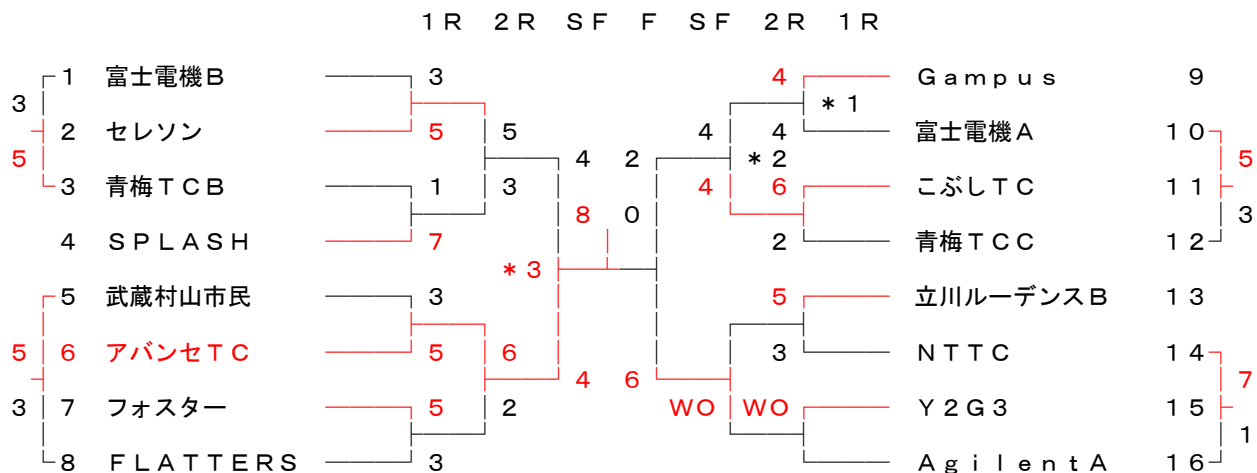 １Ｒ ２Ｒ ＳＦ Ｆ ＳＦ ２Ｒ １Ｒ
１ 富士電機Ｂ ３ ４ Ｇａｍｐｕｓ ９
３ ＊１
２ セレソン ５ ５ ４ ４ 富士電機Ａ １０
５ ４ ２ ＊２ ５
３ 青梅ＴＣＢ １ ３ ４ ６ こぶしＴＣ １１
８ ０ ３
４ ＳＰＬＡＳＨ ７ ２ 青梅ＴＣＣ １２
＊３
５ 武蔵村山市民 ３ ５ 立川ルーデンスＢ １３
５ ６ アバンセＴＣ ５ ６ ３ ＮＴＴＣ １４
４ ６ ７
３ ７ フォスター ５ ２ ＷＯ ＷＯ Ｙ２Ｇ３ １５
１
８ ＦＬＡＴＴＥＲＳ ３ ＡｇｉｌｅｎｔＡ １６